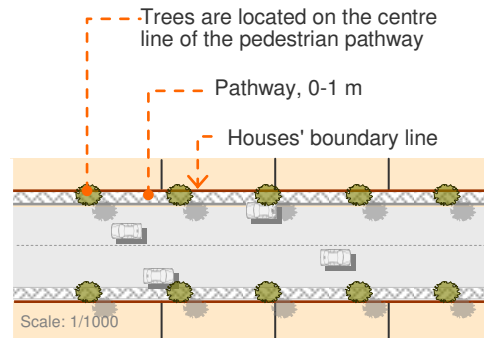 Trees are located on the centre
line of the pedestrian pathway
Pathway, 0-1 m
Houses' boundary line
Scale: 1/1000